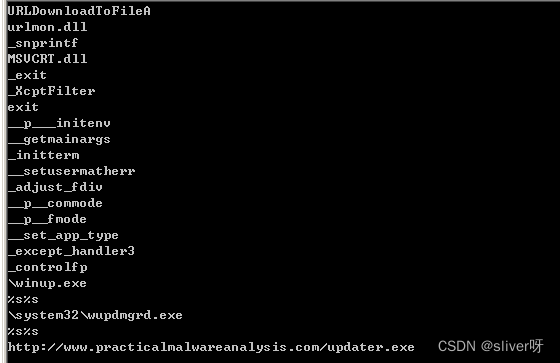 URLDownloadToFileA
urlmon.dll
_snprintf
MSVCRT.dll
_exit
_XcptFilter
exit
__p___initenv
__getmainargs
_initterm
__setusermatherr
_adjust_fdiv
__p__commode
__p__fmode
__set_app_type
_except_handler3
_controlfp
\winup.exe
%s%s
\system32\wupdmgrd.exe
%s%s
http://www.practicalmalwareanalysis.com/updater.exe
CSDN @sliver呀